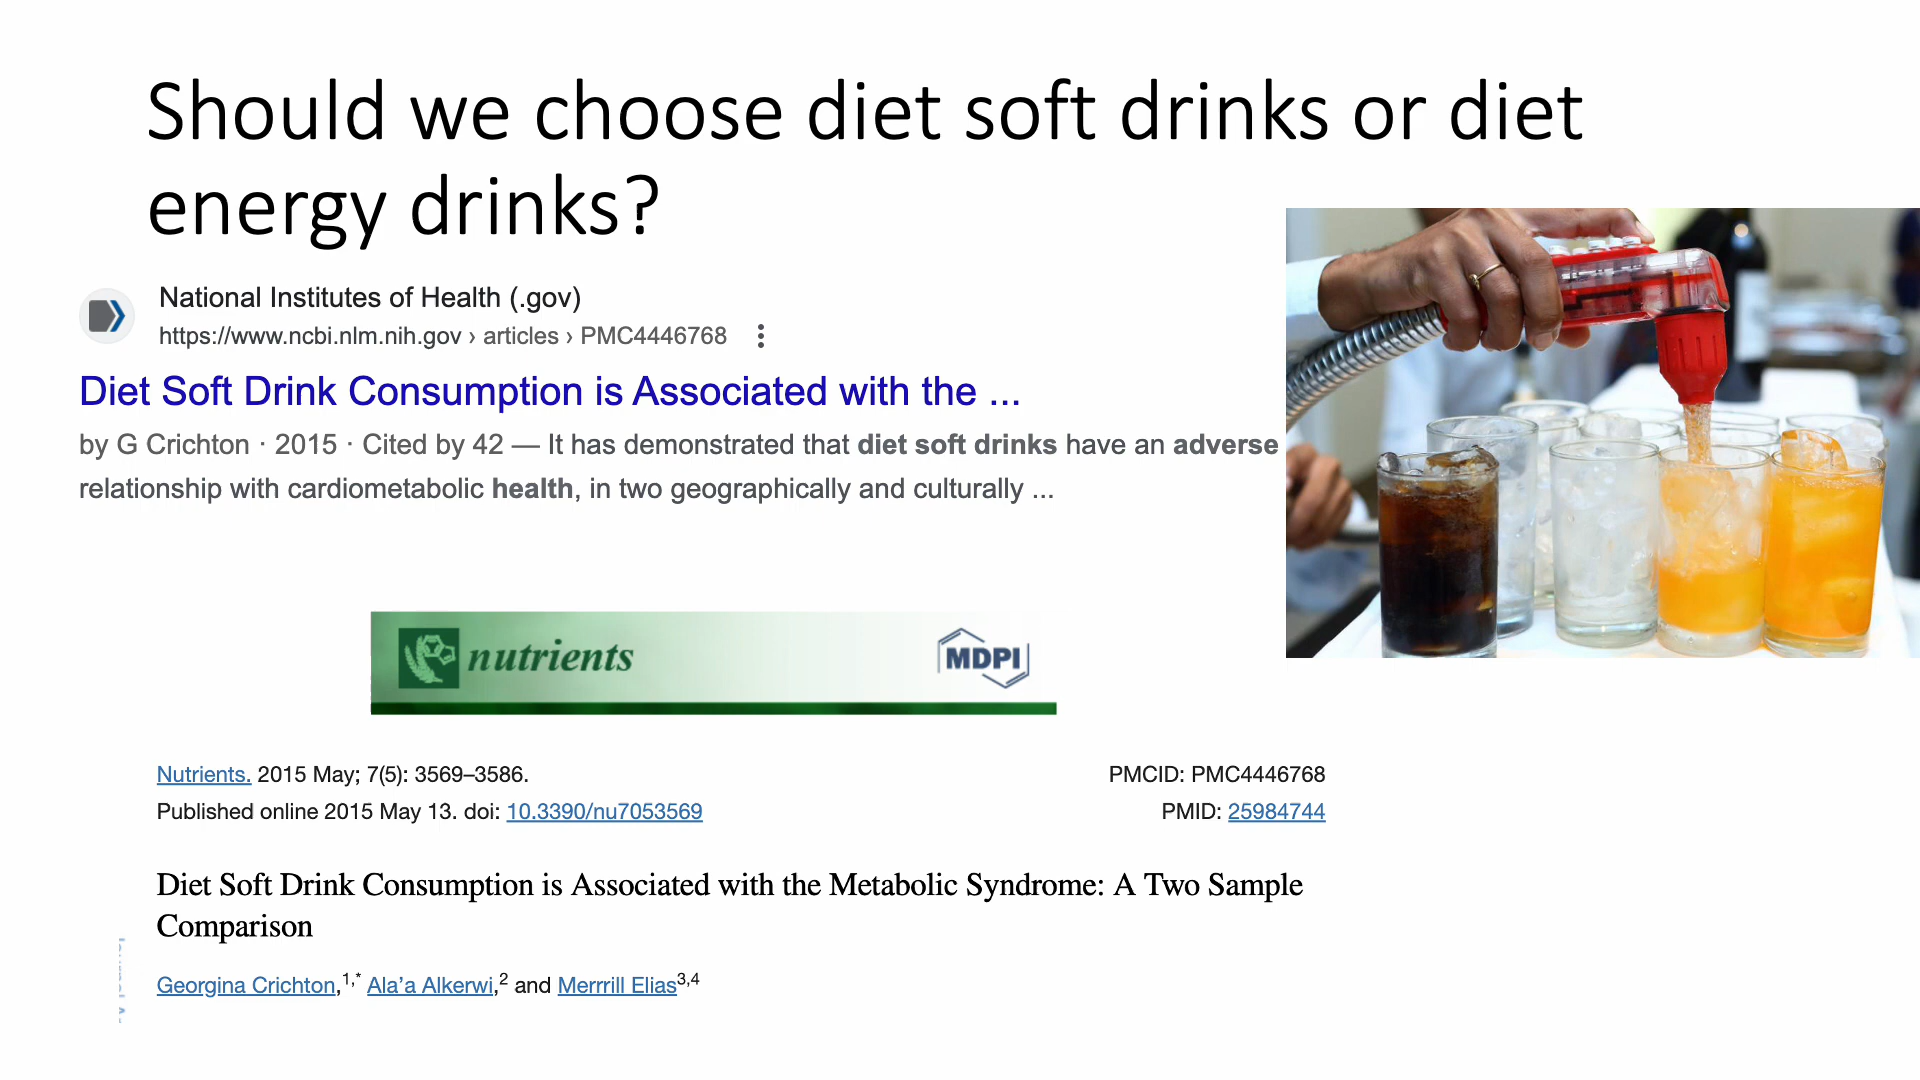 Should we choose diet soft drinks or diet
energy drinks?
National Institutes of Health (.gov)
https://www.ncbi.nlm.nih.gov › articles › PMC4446768
Diet Soft Drink Consumption is Associated with the ...
by G Crichton · 2015 · Cited by 42 — It has demonstrated that diet soft drinks have an adverse
relationship with cardiometabolic health, in two geographically and culturally ...
nutrients
MDPI
Nutrients. 2015 May; 7(5): 3569–3586.
PMCID: PMC4446768
Published online 2015 May 13. doi: 10.3390/nu7053569
PMID: 25984744
Diet Soft Drink Consumption is Associated with the Metabolic Syndrome: A Two Sample
Comparison
Georgina Crichton,1,* Ala’a Alkerwi,2 and Merrrill Elias3,4